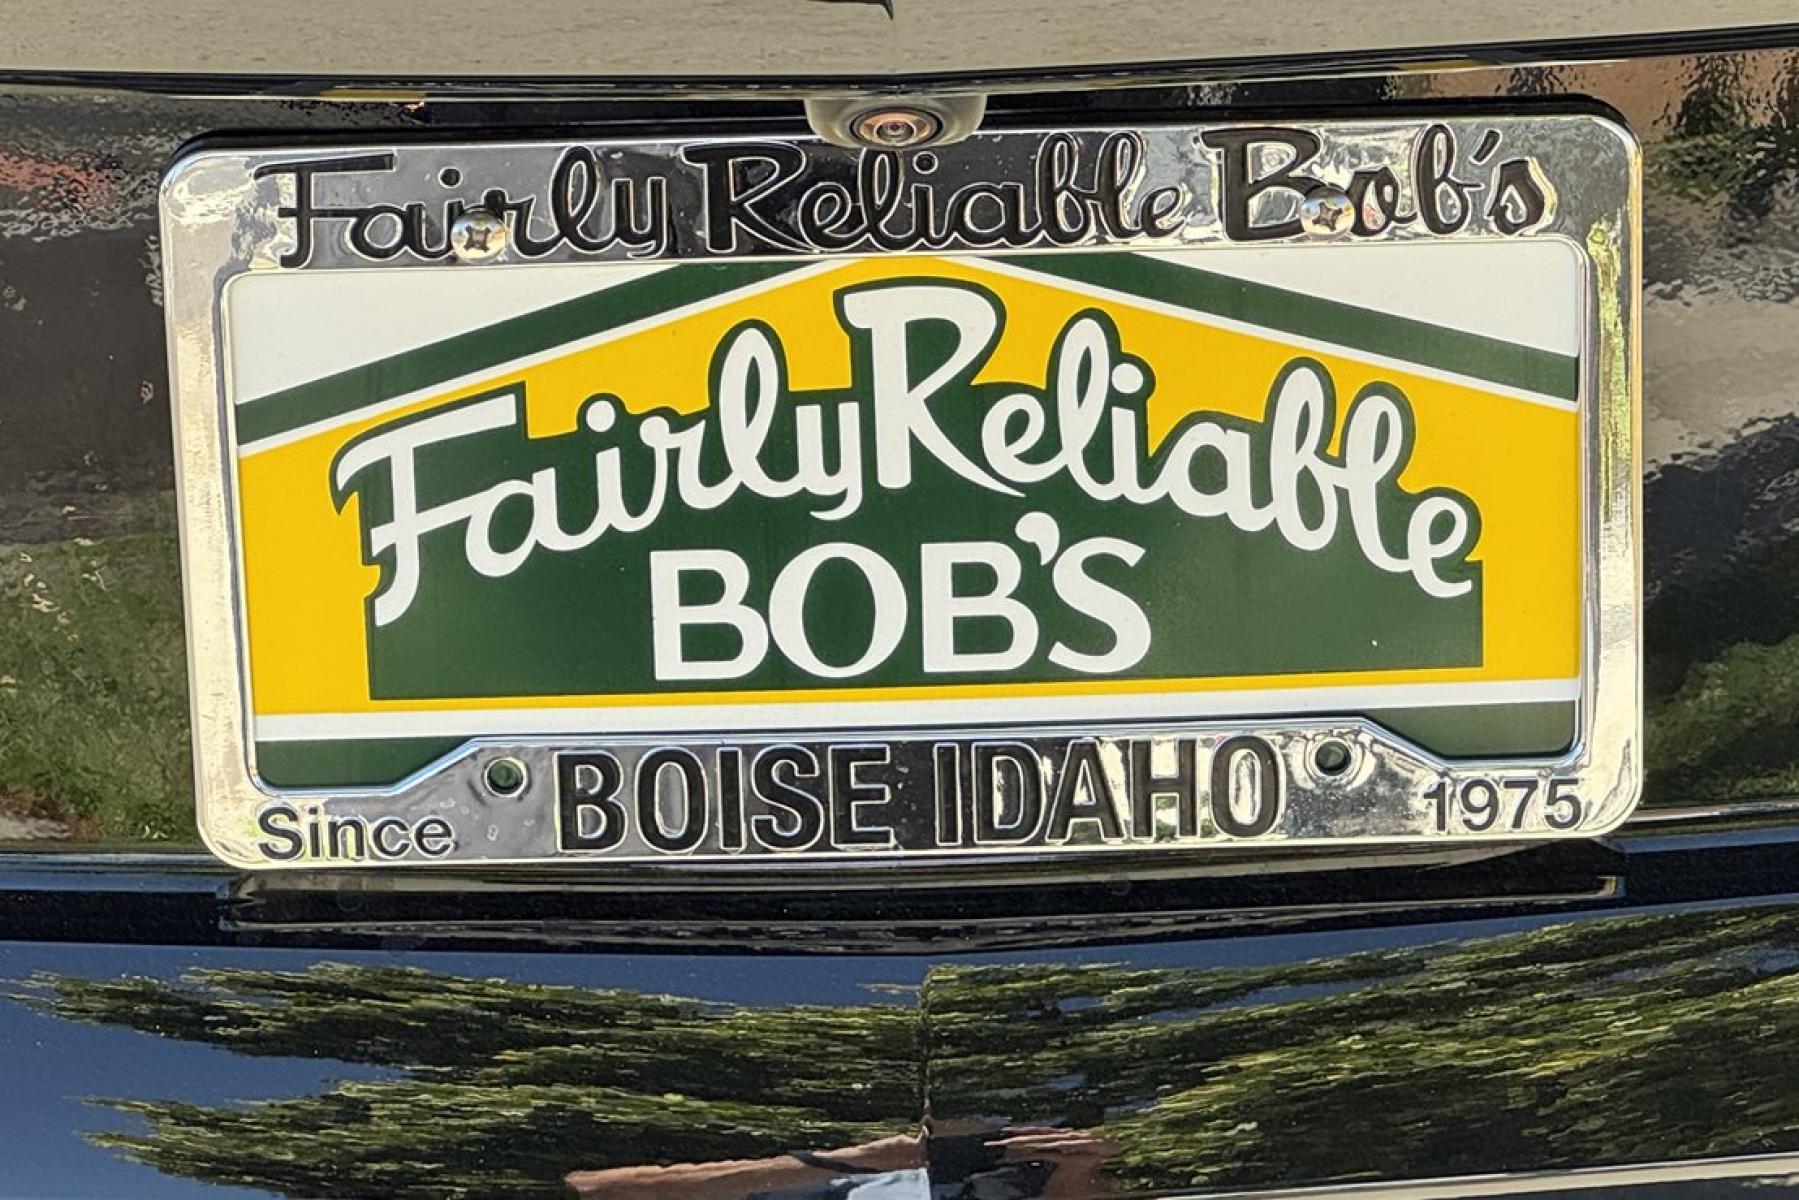 Fairly Reliable Bob's
Fairly Reliable
BOB'S
Since BOISE IDAHO 1975